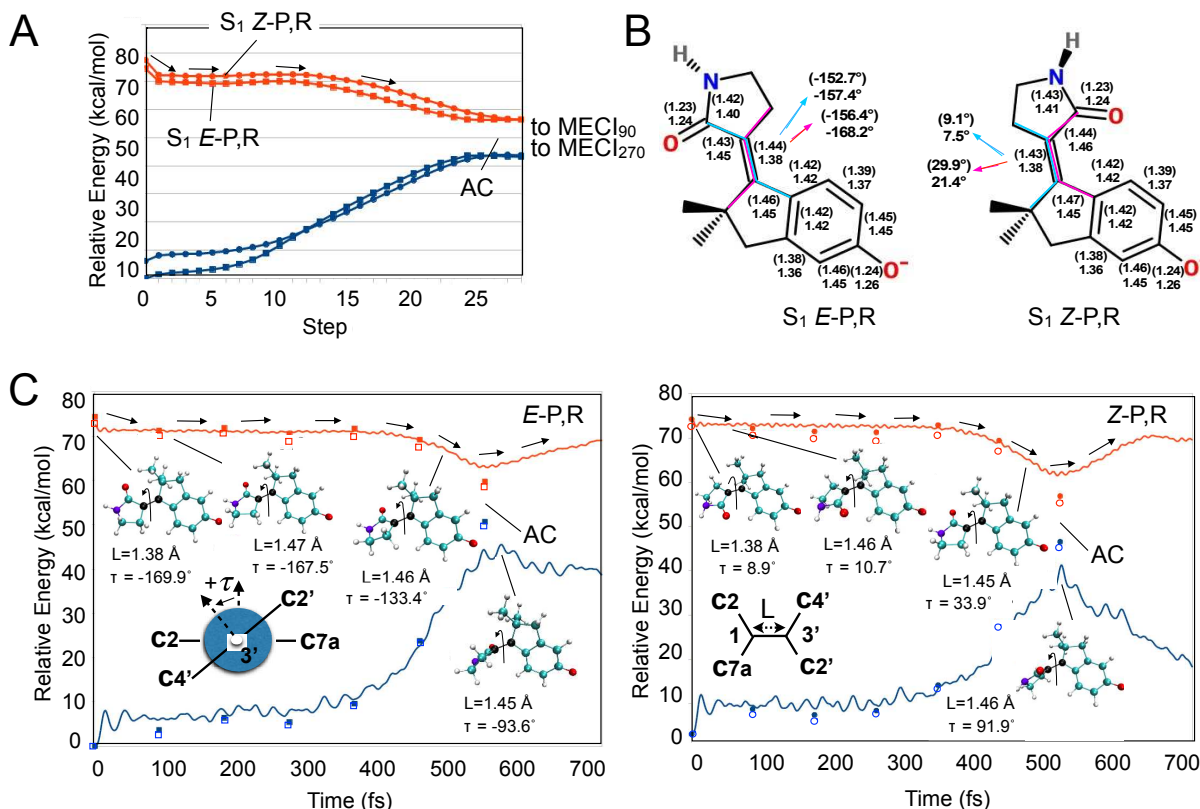 A
S₁ Z-P,R
S₁ E-P,R
to MECI₉₀
to MECI₂₇₀
AC
Relative Energy (kcal/mol)
80
70
60
50
40
30
20
10
0 5 10 15 20 25
Step
B
H
N
O
(1.23)
1.24
(1.42)
1.40
(1.43)
1.45
(1.44)
1.38
(-152.7°)
-157.4°
(-156.4°)
-168.2°
(1.42)
1.42
(1.39)
1.37
(1.46)
1.45
(1.42)
1.42
(1.45)
1.45
(1.38)
1.36
(1.46)
1.45
(1.24)
1.26
O⁻
S₁ E-P,R
H
N
O
(1.43)
1.41
(1.23)
1.24
(9.1°)
7.5°
(29.9°)
21.4°
(1.44)
1.46
(1.43)
1.38
(1.42)
1.42
(1.39)
1.37
(1.47)
1.45
(1.42)
1.42
(1.45)
1.45
(1.38)
1.36
(1.46)
1.45
(1.24)
1.26
O
S₁ Z-P,R
C
E-P,R
Relative Energy (kcal/mol)
80
70
60
50
40
30
20
10
0
L=1.38 Å
τ = -169.9°
L=1.47 Å
τ = -167.5°
L=1.46 Å
τ = -133.4°
AC
L=1.45 Å
τ = -93.6°
+τ
C2'
C2
C7a
3'
C4'
0 100 200 300 400 500 600 700
Time (fs)
Z-P,R
Relative Energy (kcal/mol)
80
70
60
50
40
30
20
10
0
L=1.38 Å
τ = 8.9°
L=1.46 Å
τ = 10.7°
L=1.45 Å
τ = 33.9°
AC
L=1.46 Å
τ = 91.9°
C2
L
C4'
1
3'
C7a
C2'
0 100 200 300 400 500 600 700
Time (fs)